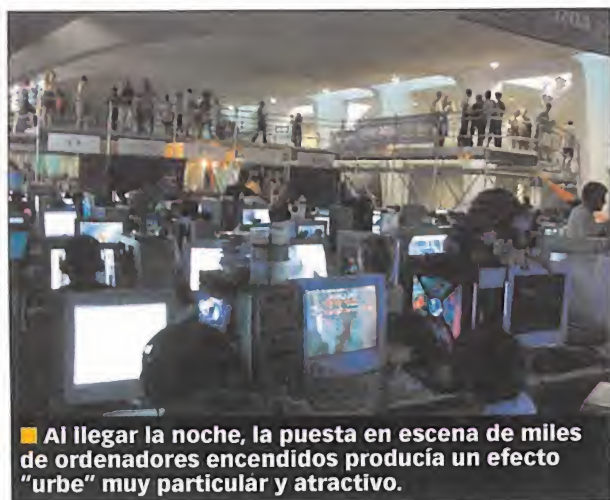 Al llegar la noche, la puesta en escena de miles
de ordenadores encendidos producía un efecto
"urbe" muy particular y atractivo.